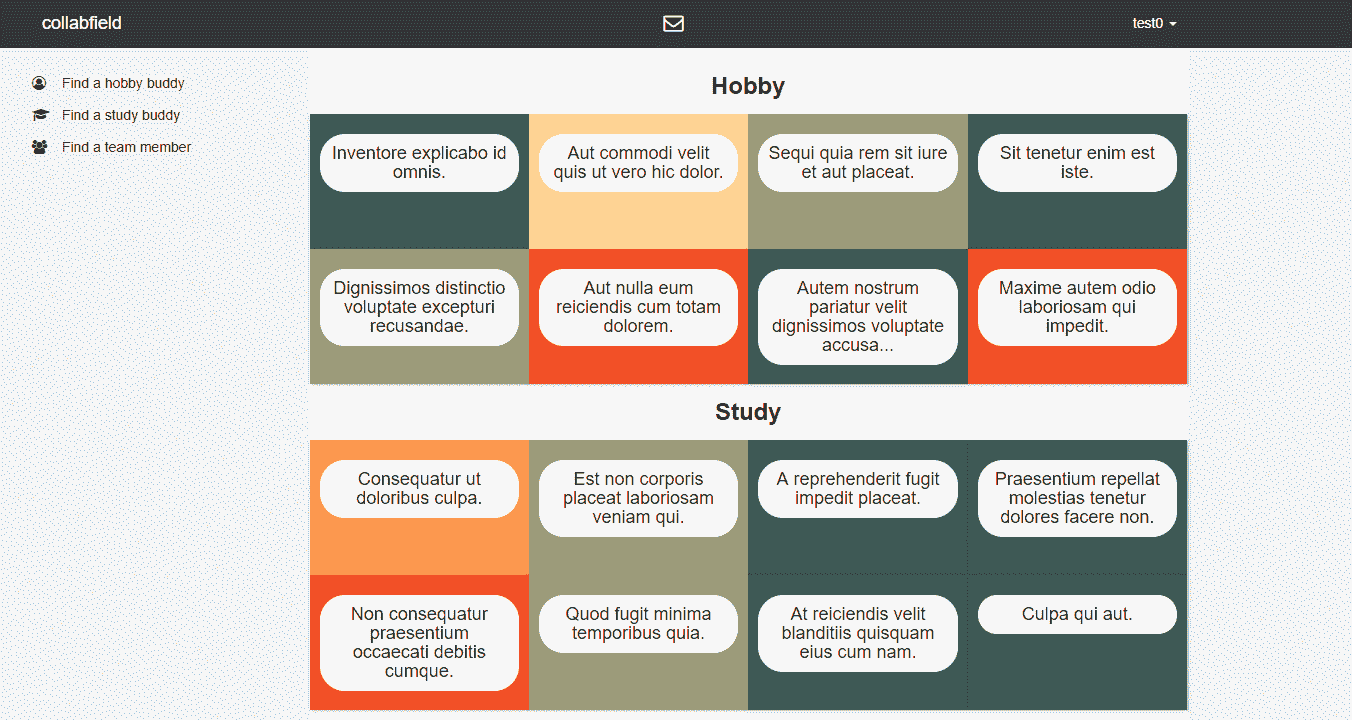 collabfield
test0
Find a hobby buddy
Find a study buddy
Find a team member
Hobby
Inventore explicabo id
omnis.
Aut commodi velit
quis ut vero hic dolor.
Sequi quia rem sit iure
et aut placeat.
Sit tenetur enim est
iste.
Dignissimos distinctio
voluptate excepturi
recusandae.
Aut nulla eum
reiciendis cum totam
dolorem.
Autem nostrum
pariatur velit
dignissimos voluptate
accusa...
Maxime autem odio
laboriosam qui
impedit.
Study
Consequatur ut
doloribus culpa.
Est non corporis
placeat laboriosam
veniam qui.
A reprehenderit fugit
impedit placeat.
Praesentium repellat
molestias tenetur
dolores facere non.
Non consequatur
praesentium
occaecati debitis
cumque.
Quod fugit minima
temporibus quia.
At reiciendis velit
blanditiis quisquam
eius cum nam.
Culpa qui aut.